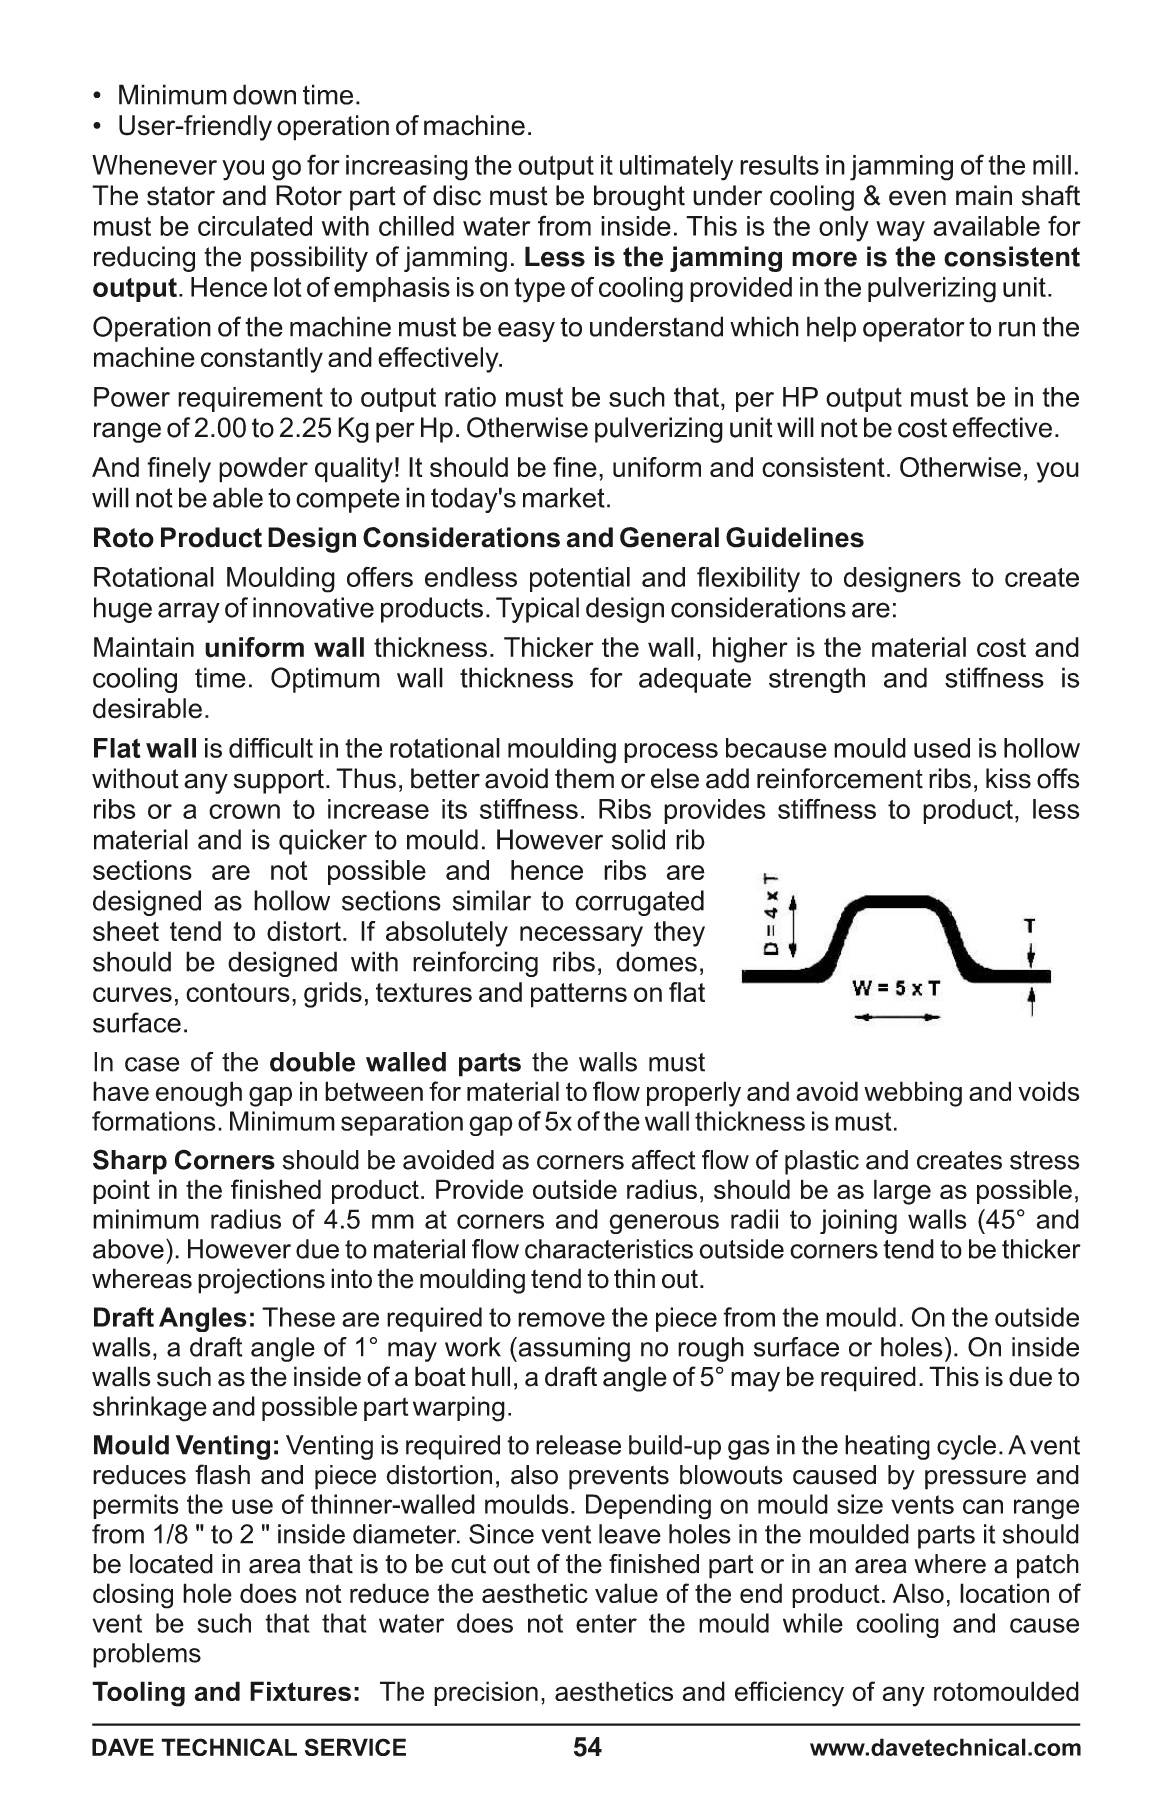 • Minimum down time.
• User-friendly operation of machine.
Whenever you go for increasing the output it ultimately results in jamming of the mill.
The stator and Rotor part of disc must be brought under cooling & even main shaft
must be circulated with chilled water from inside. This is the only way available for
reducing the possibility of jamming. Less is the jamming more is the consistent
output. Hence lot of emphasis is on type of cooling provided in the pulverizing unit.
Operation of the machine must be easy to understand which help operator to run the
machine constantly and effectively.
Power requirement to output ratio must be such that, per HP output must be in the
range of 2.00 to 2.25 Kg per Hp. Otherwise pulverizing unit will not be cost effective.
And finely powder quality! It should be fine, uniform and consistent. Otherwise, you
will not be able to compete in today's market.
Roto Product Design Considerations and General Guidelines
Rotational Moulding offers endless potential and flexibility to designers to create
huge array of innovative products. Typical design considerations are:
Maintain uniform wall thickness. Thicker the wall, higher is the material cost and
cooling time. Optimum wall thickness for adequate strength and stiffness is
desirable.
Flat wall is difficult in the rotational moulding process because mould used is hollow
without any support. Thus, better avoid them or else add reinforcement ribs, kiss offs
ribs or a crown to increase its stiffness. Ribs provides stiffness to product, less
material and is quicker to mould. However solid rib
sections are not possible and hence ribs are
designed as hollow sections similar to corrugated
sheet tend to distort. If absolutely necessary they
should be designed with reinforcing ribs, domes,
curves, contours, grids, textures and patterns on flat
surface.
D = 4 x T
T
W = 5 x T
In case of the double walled parts the walls must
have enough gap in between for material to flow properly and avoid webbing and voids
formations. Minimum separation gap of 5x of the wall thickness is must.
Sharp Corners should be avoided as corners affect flow of plastic and creates stress
point in the finished product. Provide outside radius, should be as large as possible,
minimum radius of 4.5 mm at corners and generous radii to joining walls (45° and
above). However due to material flow characteristics outside corners tend to be thicker
whereas projections into the moulding tend to thin out.
Draft Angles: These are required to remove the piece from the mould. On the outside
walls, a draft angle of 1° may work (assuming no rough surface or holes). On inside
walls such as the inside of a boat hull, a draft angle of 5° may be required. This is due to
shrinkage and possible part warping.
Mould Venting: Venting is required to release build-up gas in the heating cycle. A vent
reduces flash and piece distortion, also prevents blowouts caused by pressure and
permits the use of thinner-walled moulds. Depending on mould size vents can range
from 1/8 " to 2 " inside diameter. Since vent leave holes in the moulded parts it should
be located in area that is to be cut out of the finished part or in an area where a patch
closing hole does not reduce the aesthetic value of the end product. Also, location of
vent be such that that water does not enter the mould while cooling and cause
problems
Tooling and Fixtures: The precision, aesthetics and efficiency of any rotomoulded
DAVE TECHNICAL SERVICE 54 www.davetechnical.com